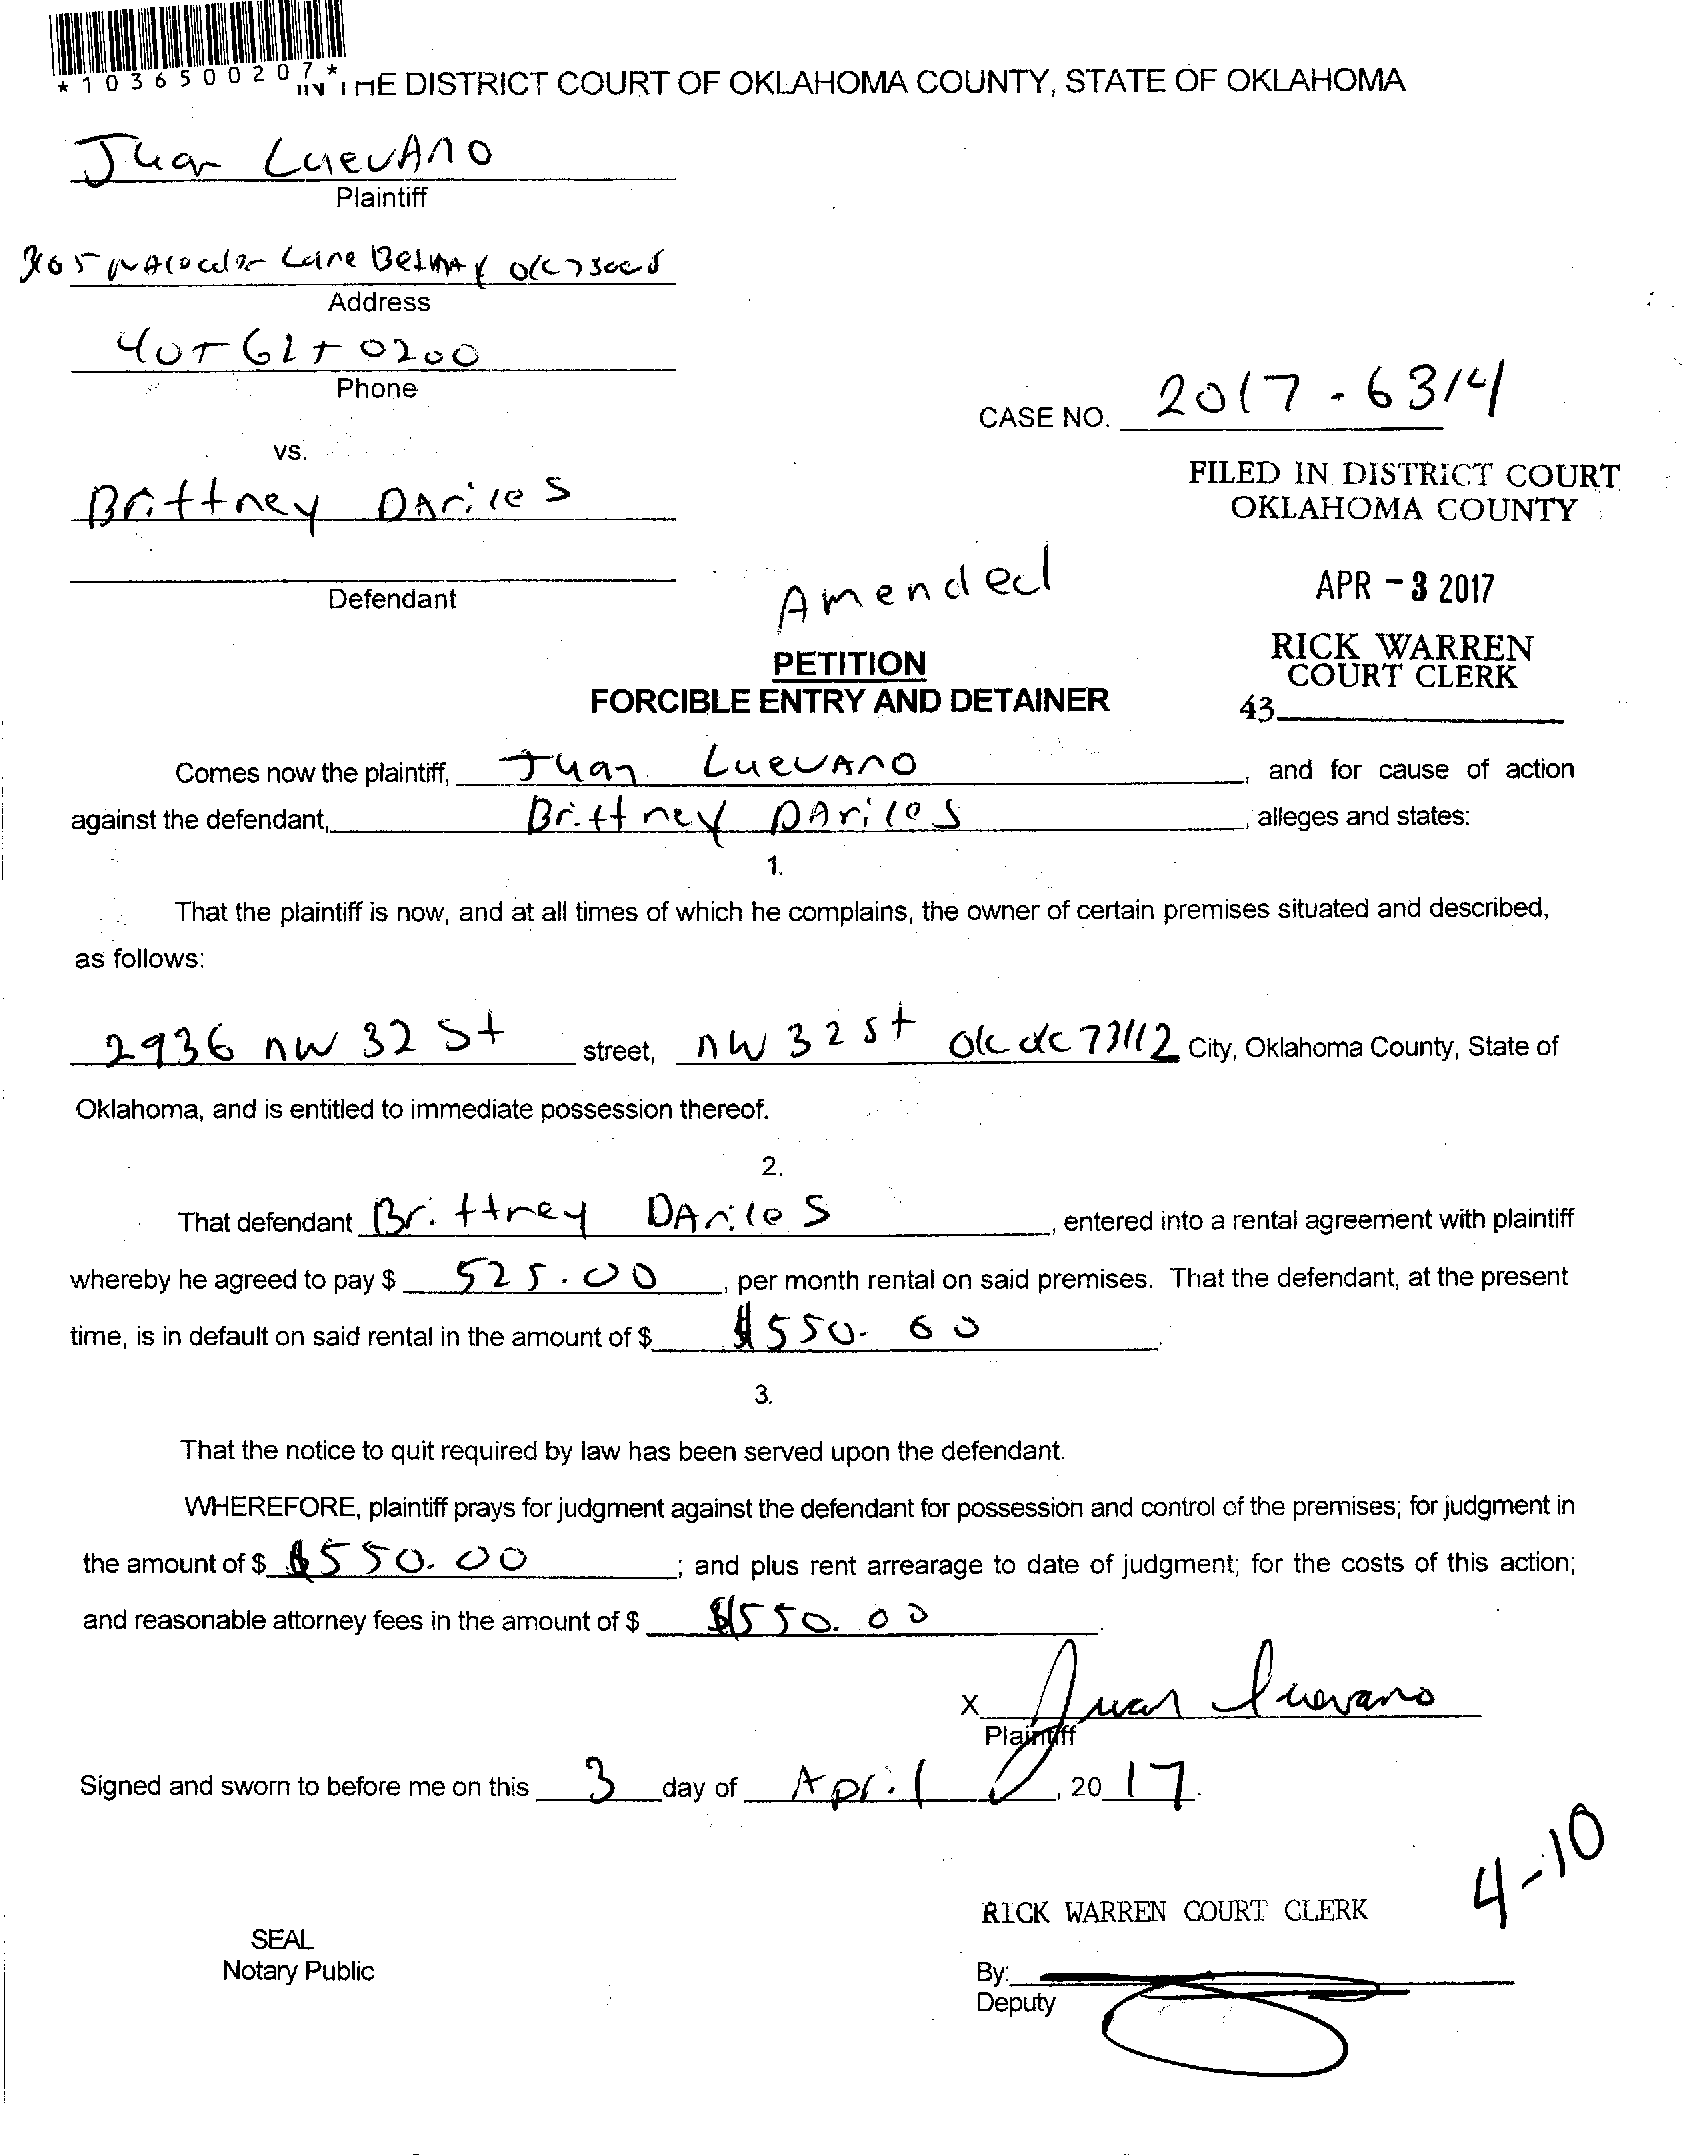 *1036500207*
IN THE DISTRICT COURT OF OKLAHOMA COUNTY, STATE OF OKLAHOMA
Juan LuevAno
Plaintiff
Lane
Address
0200
Phone
CASE NO. 2017-6314
vs.
FILED IN DISTRICT COURT
OKLAHOMA COUNTY
Brittney DAriles
APR -3 2017
Defendant
Amended
RICK WARREN
COURT CLERK
PETITION
FORCIBLE ENTRY AND DETAINER
43
Comes now the plaintiff, Juan LuevAno, and for cause of action
against the defendant, Brittney DAriles, alleges and states:
1.
That the plaintiff is now, and at all times of which he complains, the owner of certain premises situated and described,
as follows:
2936 nw 32 St street, nw 32 st 73112 City, Oklahoma County, State of
Oklahoma, and is entitled to immediate possession thereof.
2.
That defendant Brittney DAriles, entered into a rental agreement with plaintiff
whereby he agreed to pay $ 525.00, per month rental on said premises. That the defendant, at the present
time, is in default on said rental in the amount of $ $550.00.
3.
That the notice to quit required by law has been served upon the defendant.
WHEREFORE, plaintiff prays for judgment against the defendant for possession and control of the premises; for judgment in
the amount of $ $550.00; and plus rent arrearage to date of judgment; for the costs of this action;
and reasonable attorney fees in the amount of $ $550.00.
X Juan Luevano
Plaintiff
Signed and sworn to before me on this 3 day of April, 2017.
4-10
RICK WARREN COURT CLERK
SEAL
Notary Public
By:
Deputy